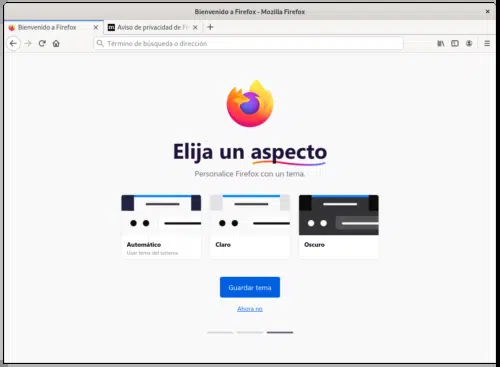 Bienvenido a Firefox - Mozilla Firefox
Bienvenido a Firefox
Aviso de privacidad de Fi
Término de búsqueda o dirección
Elija un aspecto
Personalice Firefox con un tema.
Automático
Usar tema del sistema
Claro
Oscuro
Guardar tema
Ahora no